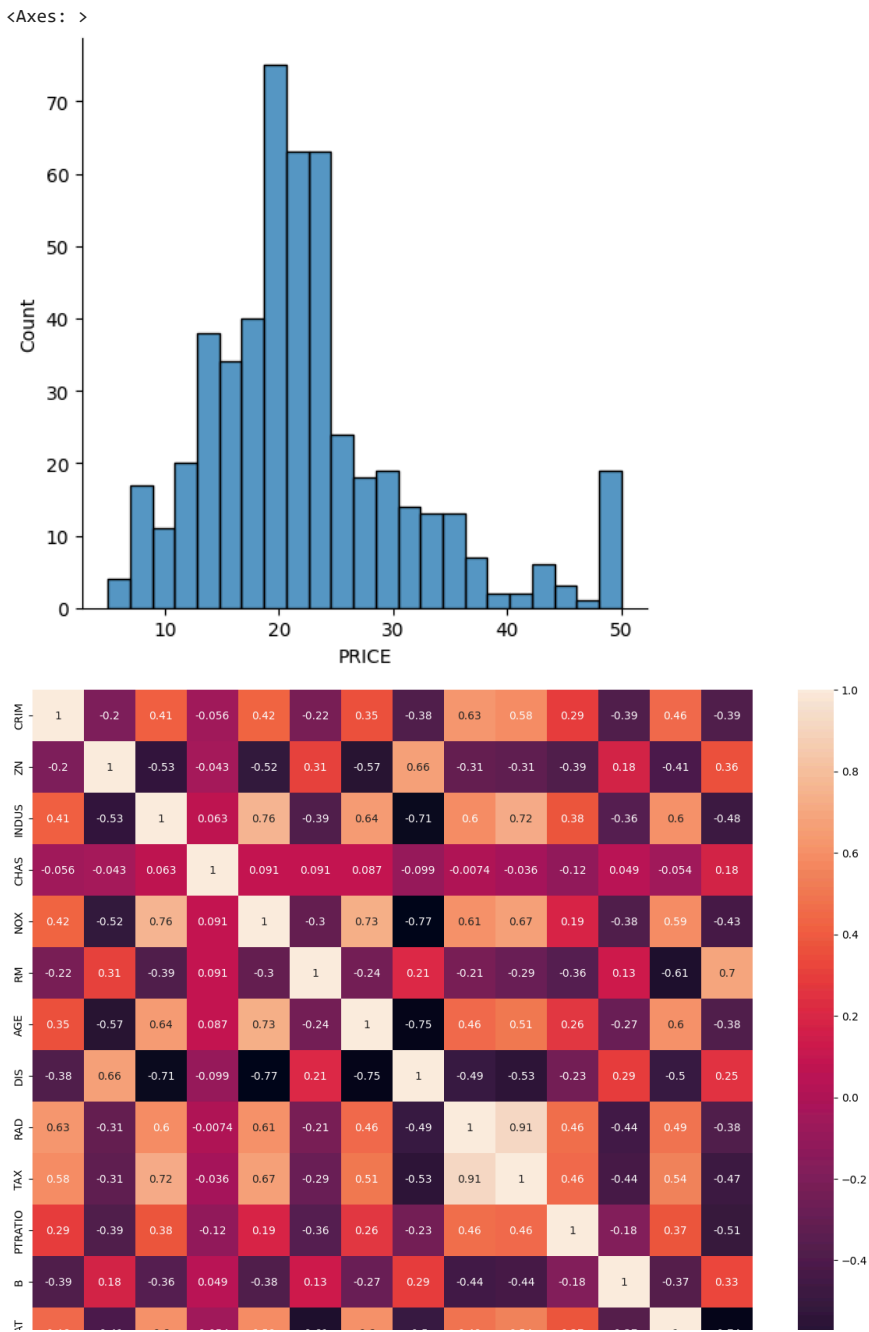 <Axes: >
70
60
50
40
30
20
10
0
Count
10 20 30 40 50
PRICE
CRIM 1 -0.2 0.41 -0.056 0.42 -0.22 0.35 -0.38 0.63 0.58 0.29 -0.39 0.46 -0.39
ZN -0.2 1 -0.53 -0.043 -0.52 0.31 -0.57 0.66 -0.31 -0.31 -0.39 0.18 -0.41 0.36
INDUS 0.41 -0.53 1 0.063 0.76 -0.39 0.64 -0.71 0.6 0.72 0.38 -0.36 0.6 -0.48
CHAS -0.056 -0.043 0.063 1 0.091 0.091 0.087 -0.099 -0.0074 -0.036 -0.12 0.049 -0.054 0.18
NOX 0.42 -0.52 0.76 0.091 1 -0.3 0.73 -0.77 0.61 0.67 0.19 -0.38 0.59 -0.43
RM -0.22 0.31 -0.39 0.091 -0.3 1 -0.24 0.21 -0.21 -0.29 -0.36 0.13 -0.61 0.7
AGE 0.35 -0.57 0.64 0.087 0.73 -0.24 1 -0.75 0.46 0.51 0.26 -0.27 0.6 -0.38
DIS -0.38 0.66 -0.71 -0.099 -0.77 0.21 -0.75 1 -0.49 -0.53 -0.23 0.29 -0.5 0.25
RAD 0.63 -0.31 0.6 -0.0074 0.61 -0.21 0.46 -0.49 1 0.91 0.46 -0.44 0.49 -0.38
TAX 0.58 -0.31 0.72 -0.036 0.67 -0.29 0.51 -0.53 0.91 1 0.46 -0.44 0.54 -0.47
PTRATIO 0.29 -0.39 0.38 -0.12 0.19 -0.36 0.26 -0.23 0.46 0.46 1 -0.18 0.37 -0.51
B -0.39 0.18 -0.36 0.049 -0.38 0.13 -0.27 0.29 -0.44 -0.44 -0.18 1 -0.37 0.33
1.0
0.8
0.6
0.4
0.2
0.0
-0.2
-0.4